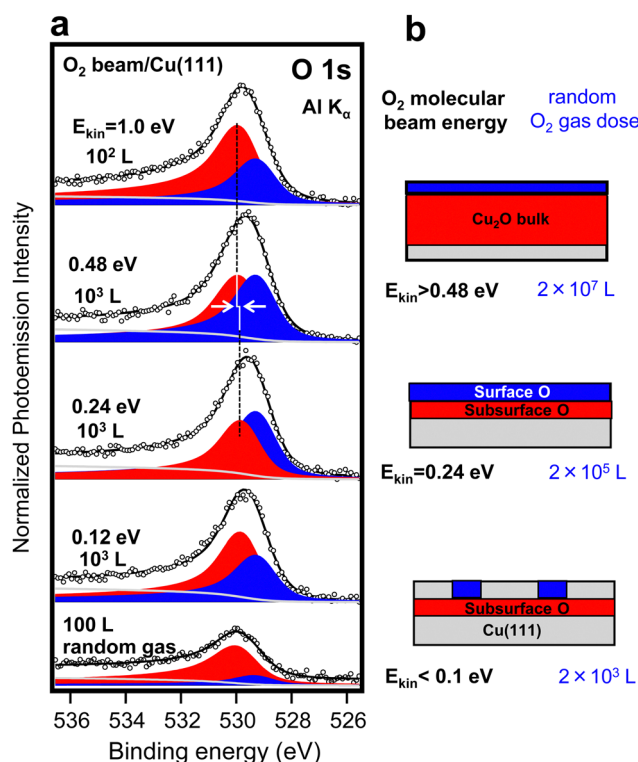 a
O₂ beam/Cu(111)
O 1s
Al Kα
Ekin=1.0 eV
10² L
0.48 eV
10³ L
0.24 eV
10³ L
0.12 eV
10³ L
100 L
random gas
Normalized Photoemission Intensity
536 534 532 530 528 526
Binding energy (eV)
b
O₂ molecular
beam energy
random
O₂ gas dose
Cu₂O bulk
Ekin>0.48 eV
2×10⁷ L
Surface O
Subsurface O
Ekin=0.24 eV
2×10⁵ L
Subsurface O
Cu(111)
Ekin< 0.1 eV
2×10³ L